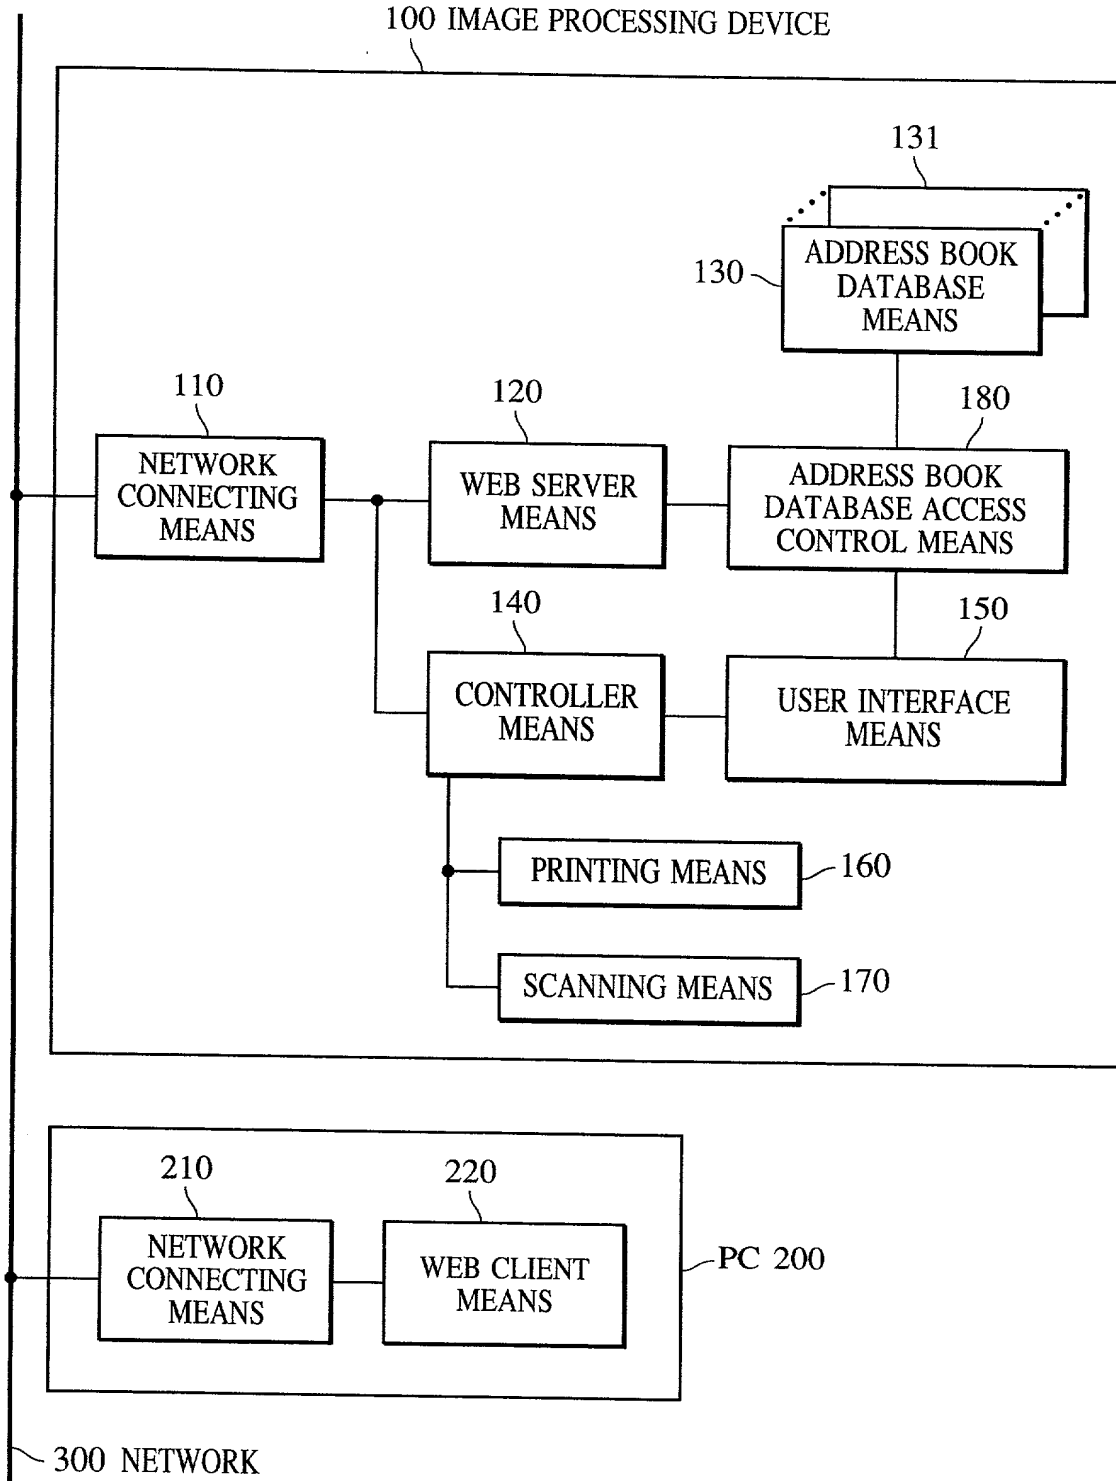 100 IMAGE PROCESSING DEVICE
131
130
ADDRESS BOOK
DATABASE
MEANS
110
NETWORK
CONNECTING
MEANS
120
WEB SERVER
MEANS
180
ADDRESS BOOK
DATABASE ACCESS
CONTROL MEANS
140
CONTROLLER
MEANS
150
USER INTERFACE
MEANS
PRINTING MEANS
160
SCANNING MEANS
170
210
NETWORK
CONNECTING
MEANS
220
WEB CLIENT
MEANS
PC 200
300 NETWORK